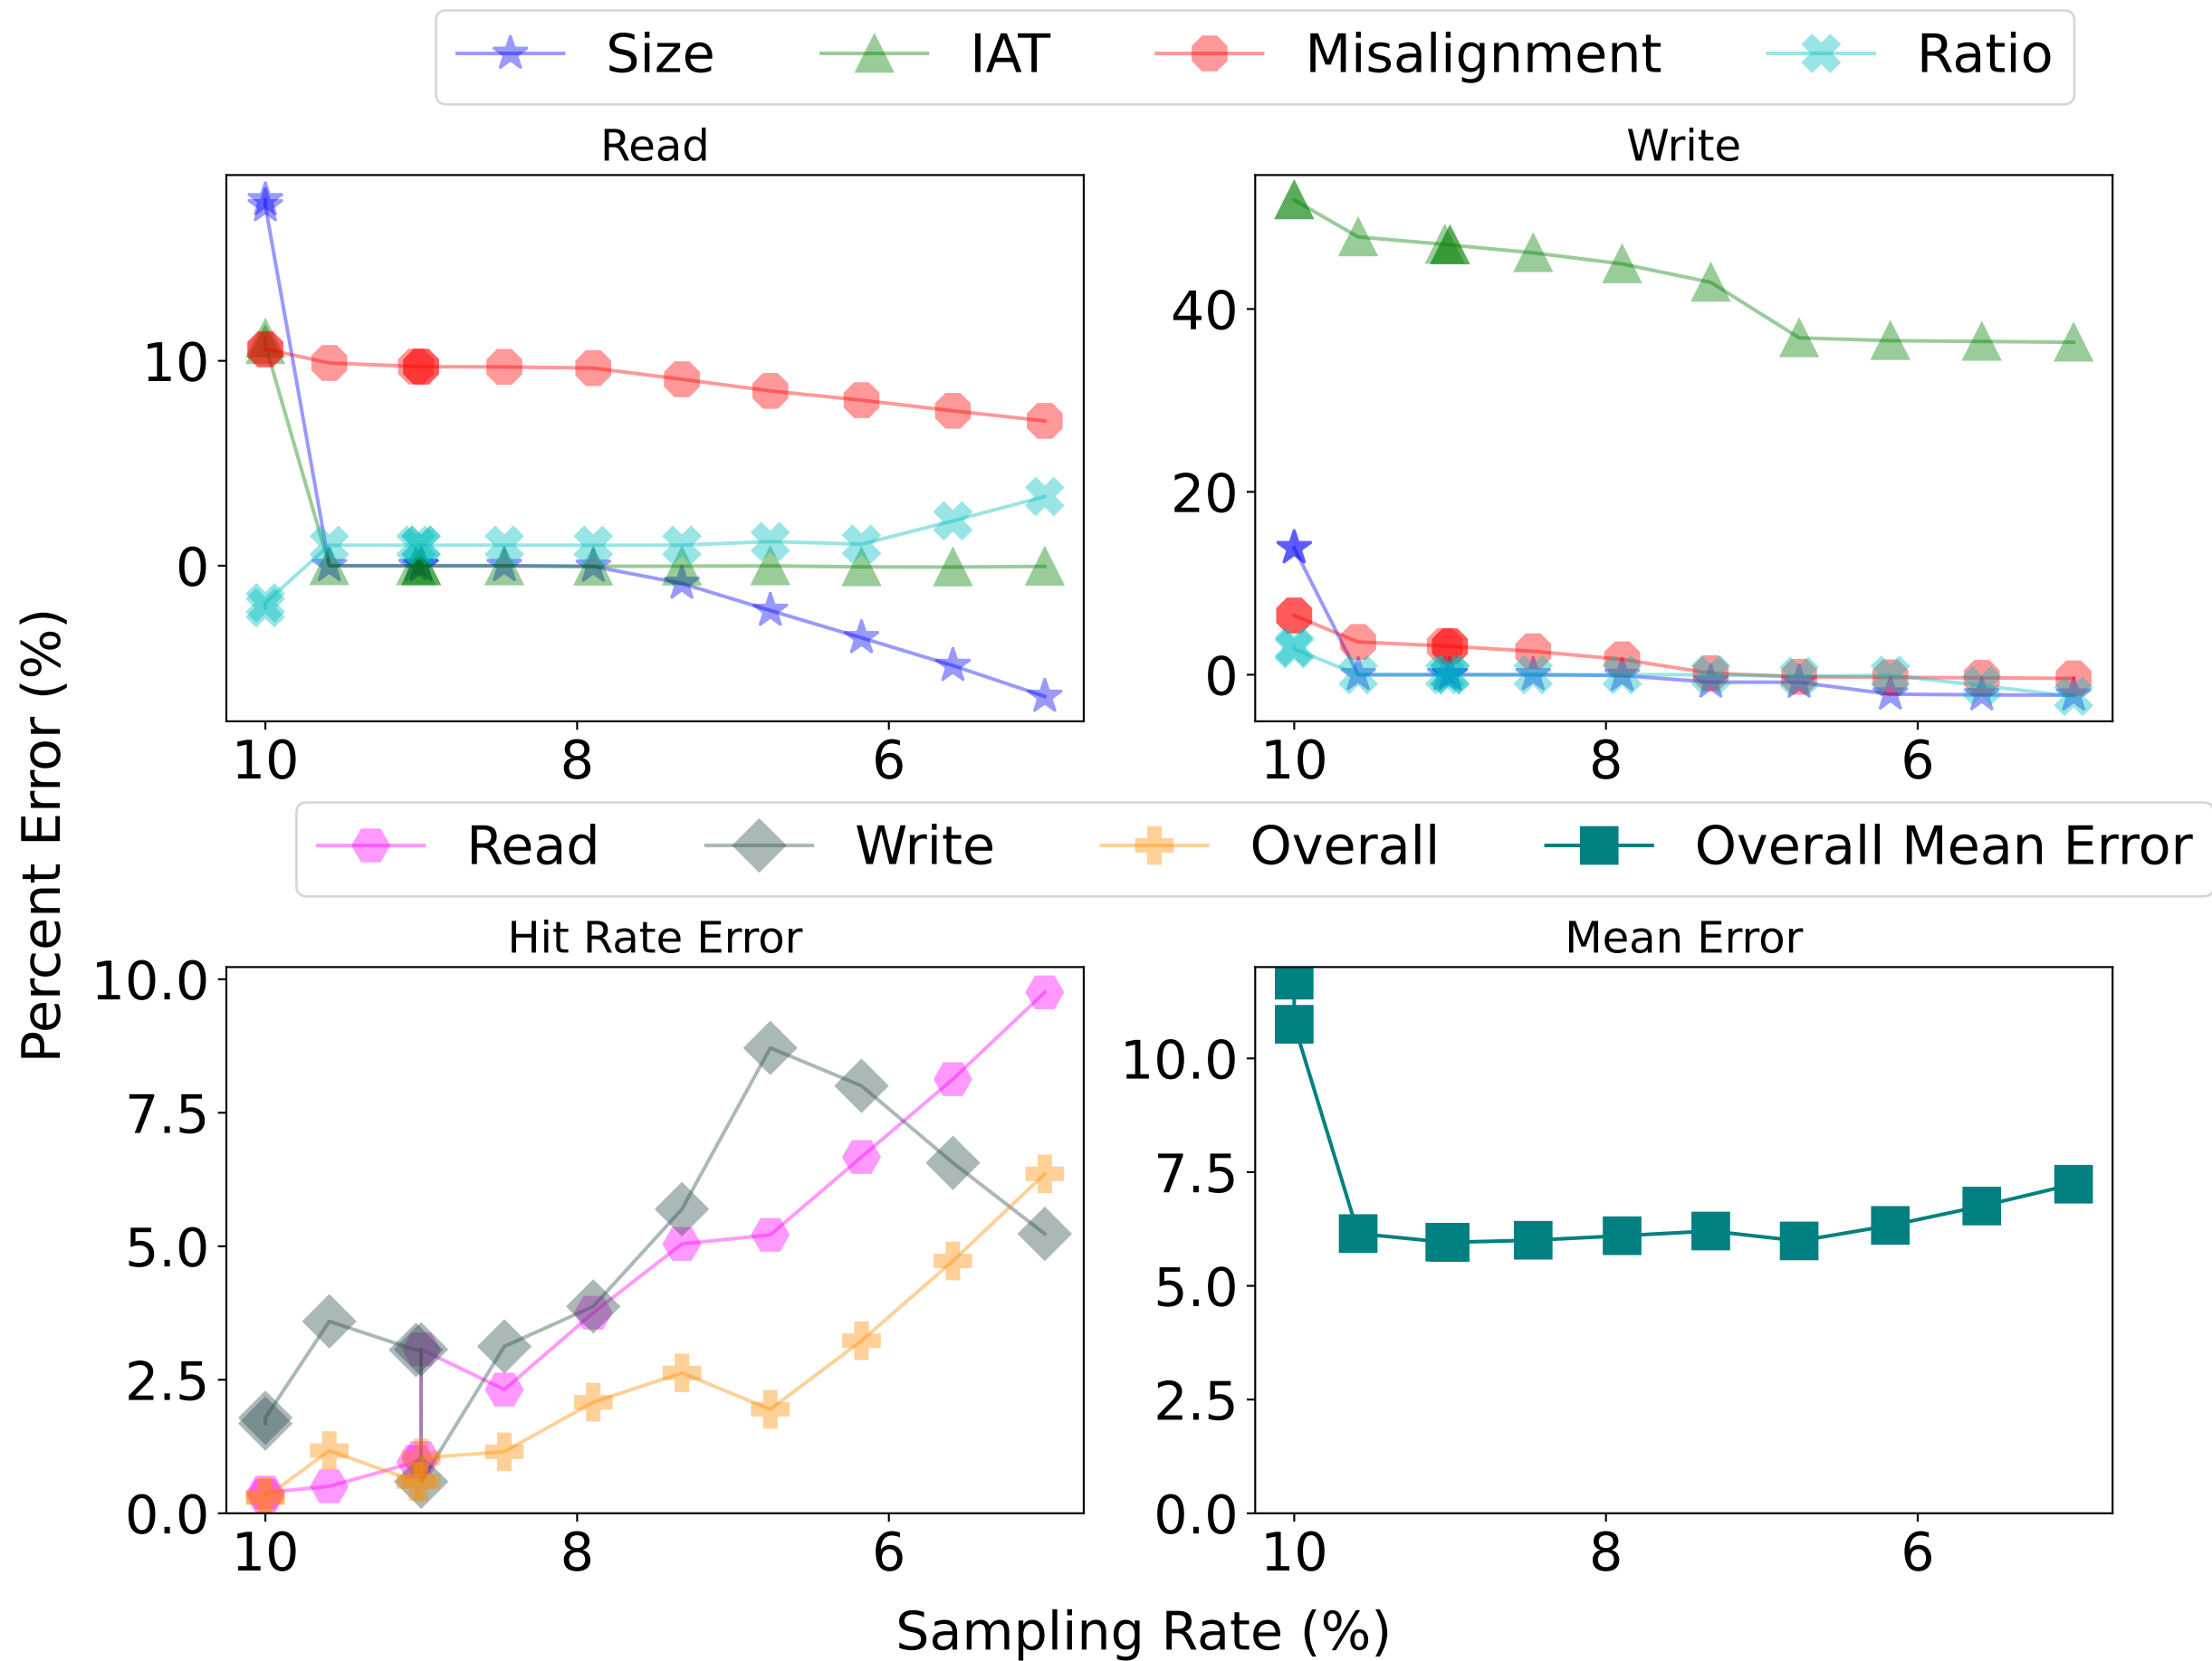 Size IAT Misalignment Ratio
Read Write
10
0
40
20
0
10 8 6
10 8 6
Percent Error (%)
Read Write Overall Overall Mean Error
Hit Rate Error Mean Error
10.0
7.5
5.0
2.5
0.0
10.0
7.5
5.0
2.5
0.0
10 8 6
10 8 6
Sampling Rate (%)